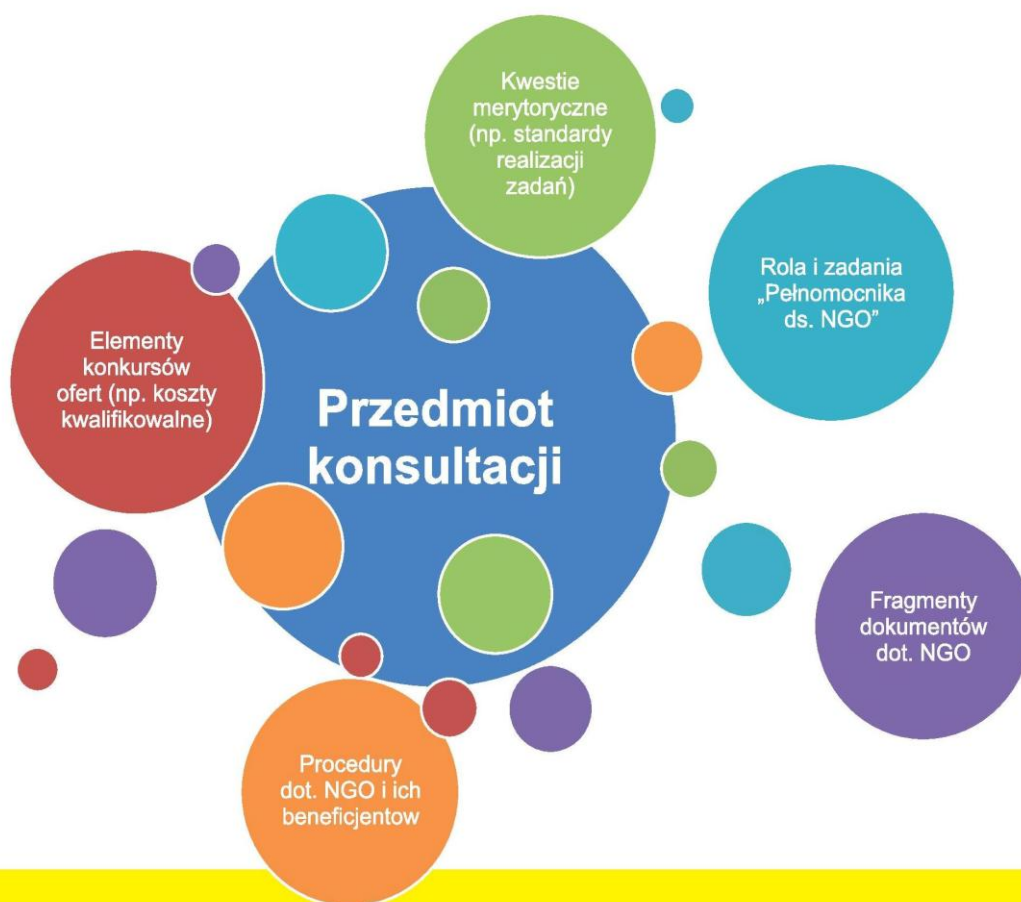 Kwestie
merytoryczne
(np. standardy
realizacji
zadań)
Rola i zadania
„Pełnomocnika
ds. NGO”
Elementy
konkursów
ofert (np. koszty
kwalifikowalne)
Przedmiot
konsultacji
Fragmenty
dokumentów
dot. NGO
Procedury
dot. NGO i ich
beneficjentow